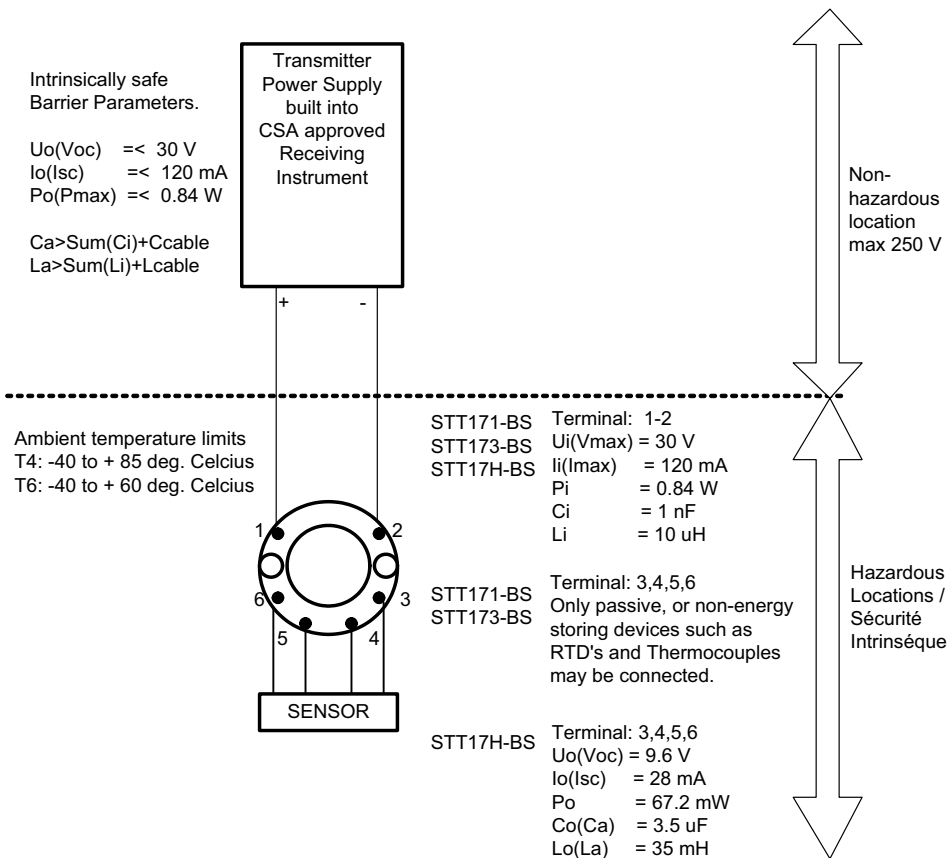 Transmitter
Power Supply
built into
CSA approved
Receiving
Instrument
Intrinsically safe
Barrier Parameters.
Uo(Voc) =< 30 V
Io(Isc) =< 120 mA
Po(Pmax) =< 0.84 W
Ca>Sum(Ci)+Ccable
La>Sum(Li)+Lcable
+ -
Non-
hazardous
location
max 250 V
Ambient temperature limits
T4: -40 to + 85 deg. Celcius
T6: -40 to + 60 deg. Celcius
STT171-BS
STT173-BS
STT17H-BS
Terminal: 1-2
Ui(Vmax) = 30 V
Ii(Imax) = 120 mA
Pi = 0.84 W
Ci = 1 nF
Li = 10 uH
1
2
6
3
5
4
SENSOR
STT171-BS
STT173-BS
Terminal: 3,4,5,6
Only passive, or non-energy
storing devices such as
RTD's and Thermocouples
may be connected.
Hazardous
Locations /
Sécurité
Intrinséque
STT17H-BS
Terminal: 3,4,5,6
Uo(Voc) = 9.6 V
Io(Isc) = 28 mA
Po = 67.2 mW
Co(Ca) = 3.5 uF
Lo(La) = 35 mH